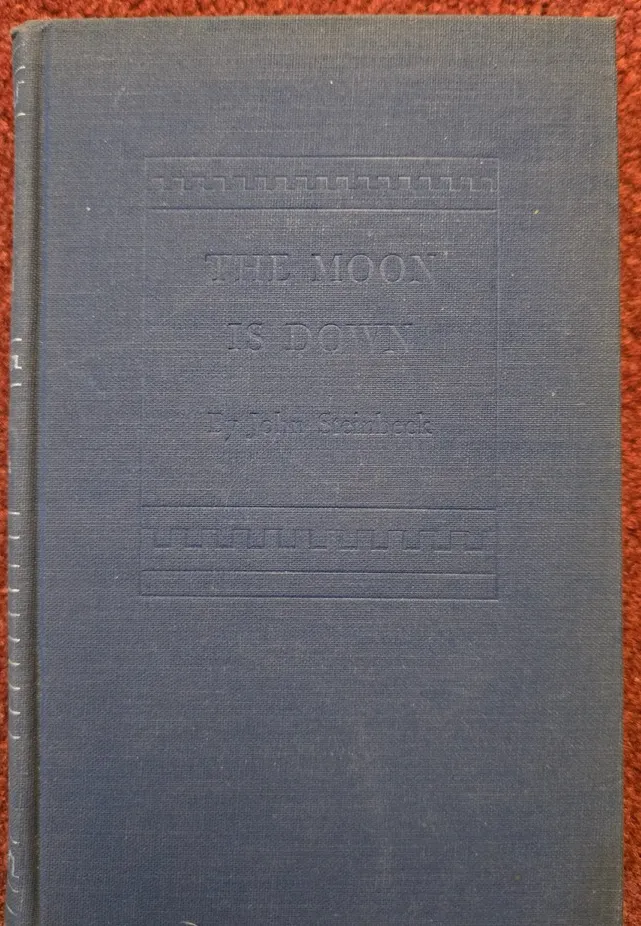 THE MOON
IS DOWN
By John Steinbeck